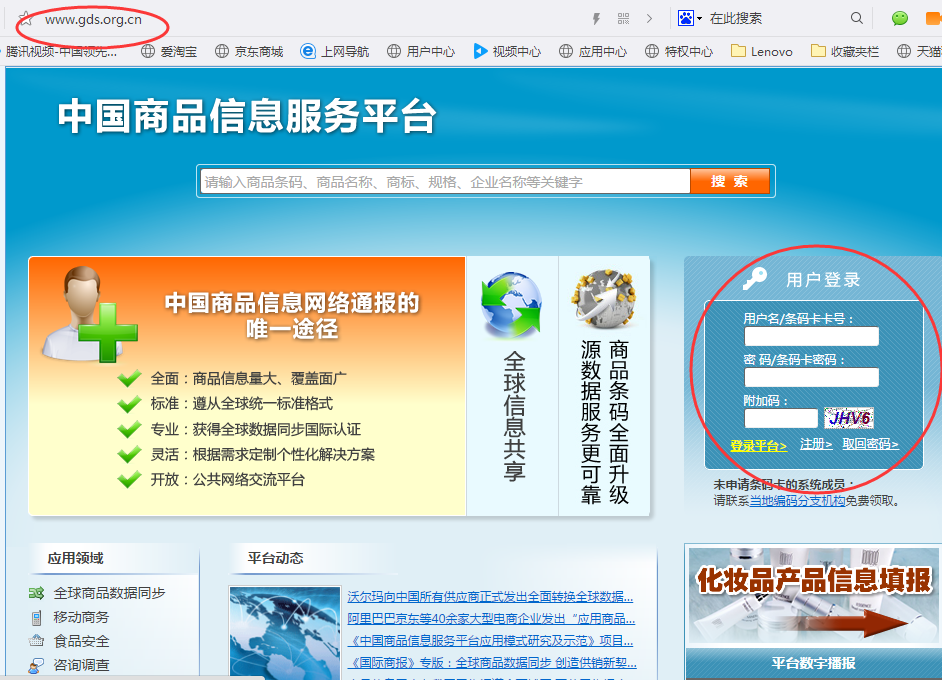 www.gds.org.cn
在此搜索
腾讯视频-中国领先...
爱淘宝
京东商城
上网导航
用户中心
视频中心
应用中心
特权中心
Lenovo
收藏夹栏
天猫
中国商品信息服务平台
请输入商品条码、商品名称、商标、规格、企业名称等关键字
搜 索
中国商品信息网络通报的
唯一途径
全面：商品信息量大、覆盖面广
标准：遵从全球统一标准格式
专业：获得全球数据同步国际认证
灵活：根据需求定制个性化解决方案
开放：公共网络交流平台
全球信息共享
商品条码全面升级
源数据服务更可靠
用户登录
用户名/条码卡卡号：
密 码/条码卡密码：
附加码：
JHV6
登录平台>
注册>
取回密码>
未申请条码卡的系统成员：
请联系当地编码分支机构免费领取。
应用领域
全球商品数据同步
移动商务
食品安全
咨询调查
平台动态
沃尔玛向中国所有供应商正式发出全面转换全球数据...
阿里巴巴京东等40余家大型电商企业发出“应用商品...
《中国商品信息服务平台应用模式研究及示范》项目...
《国际商报》专版：全球商品数据同步 创造供销新契...
化妆品产品信息填报
平台数字播报